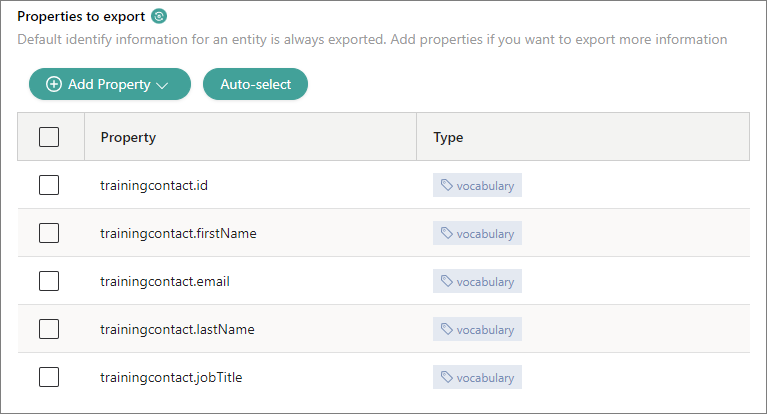 Properties to export
Default identify information for an entity is always exported. Add properties if you want to export more information
Add Property Auto-select
Property Type
trainingcontact.id vocabulary
trainingcontact.firstName vocabulary
trainingcontact.email vocabulary
trainingcontact.lastName vocabulary
trainingcontact.jobTitle vocabulary